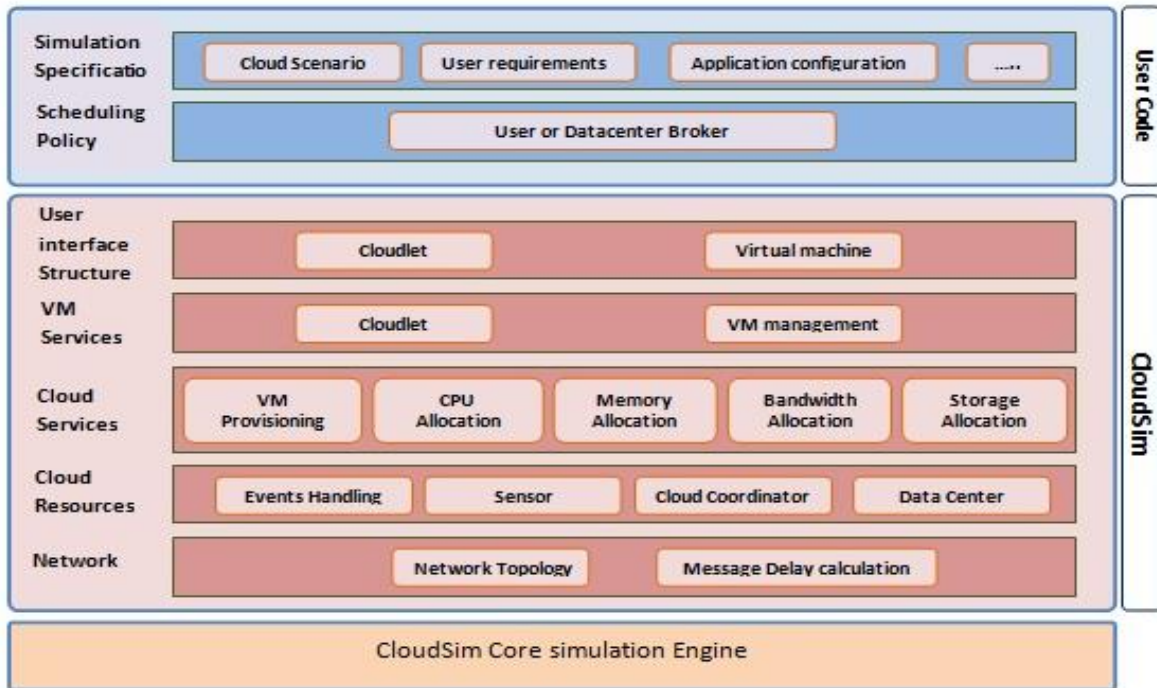 Simulation
Specificatio
Cloud Scenario
User requirements
Application configuration
.....
Scheduling
Policy
User or Datacenter Broker
User Code
User
interface
Structure
Cloudlet
Virtual machine
VM
Services
Cloudlet
VM management
Cloud
Services
VM
Provisioning
CPU
Allocation
Memory
Allocation
Bandwidth
Allocation
Storage
Allocation
Cloud
Resources
Events Handling
Sensor
Cloud Coordinator
Data Center
Network
Network Topology
Message Delay calculation
CloudSim
CloudSim Core simulation Engine